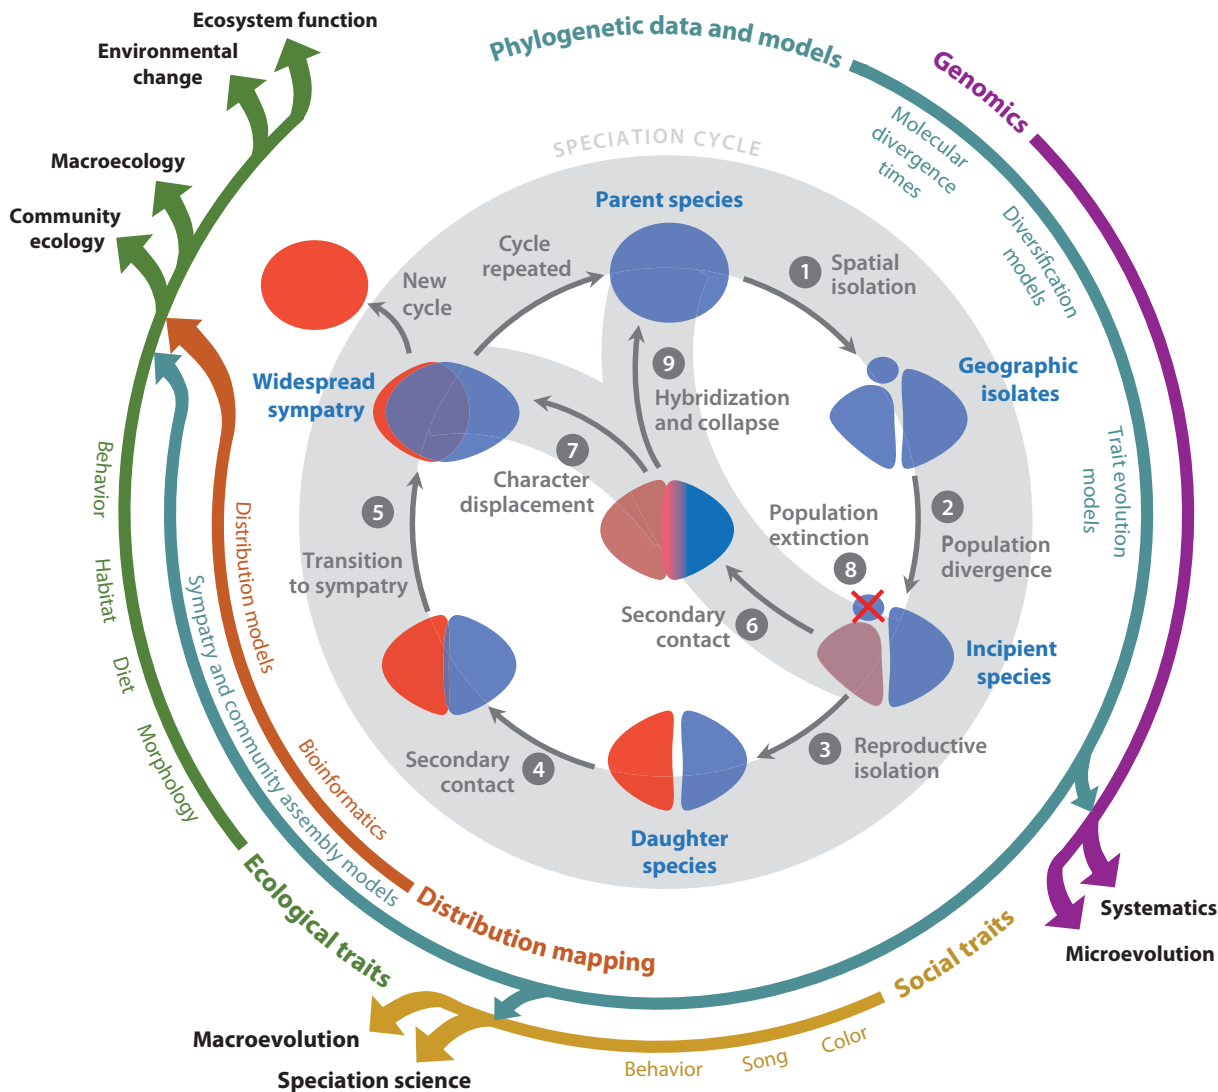 Ecosystem function
Environmental
change
Macroecology
Community
ecology
Phylogenetic data and models
Genomics
Molecular
divergence
times
Diversification
models
Trait evolution
models
SPECIATION CYCLE
Parent species
Cycle
repeated
New
cycle
1 Spatial
isolation
Geographic
isolates
2
Population
divergence
Widespread
sympatry
9
Hybridization
and collapse
7
Character
displacement
Population
extinction
8
5
Transition
to sympatry
Secondary
contact
6
Incipient
species
3 Reproductive
isolation
Secondary
contact
4
Daughter
species
Behavior
Habitat
Diet
Morphology
Ecological traits
Distribution models
Bioinformatics
Distribution mapping
Sympatry and community assembly models
Systematics
Microevolution
Social traits
Color
Song
Behavior
Macroevolution
Speciation science